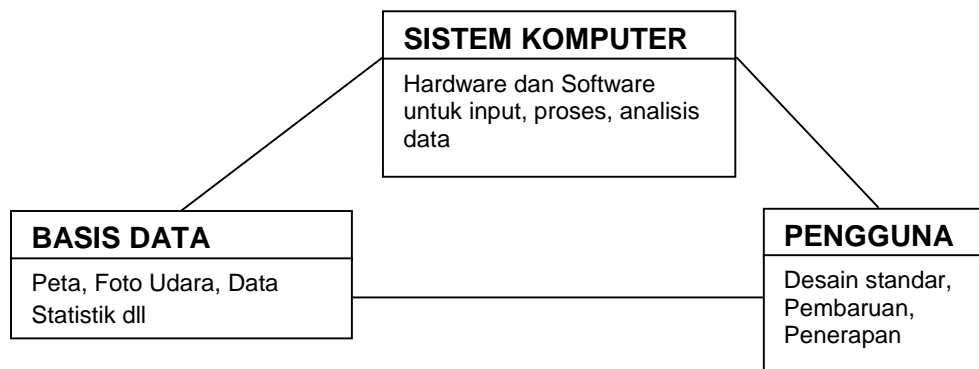 SISTEM KOMPUTER
Hardware dan Software
untuk input, proses, analisis
data
BASIS DATA
Peta, Foto Udara, Data
Statistik dll
PENGGUNA
Desain standar,
Pembaruan,
Penerapan